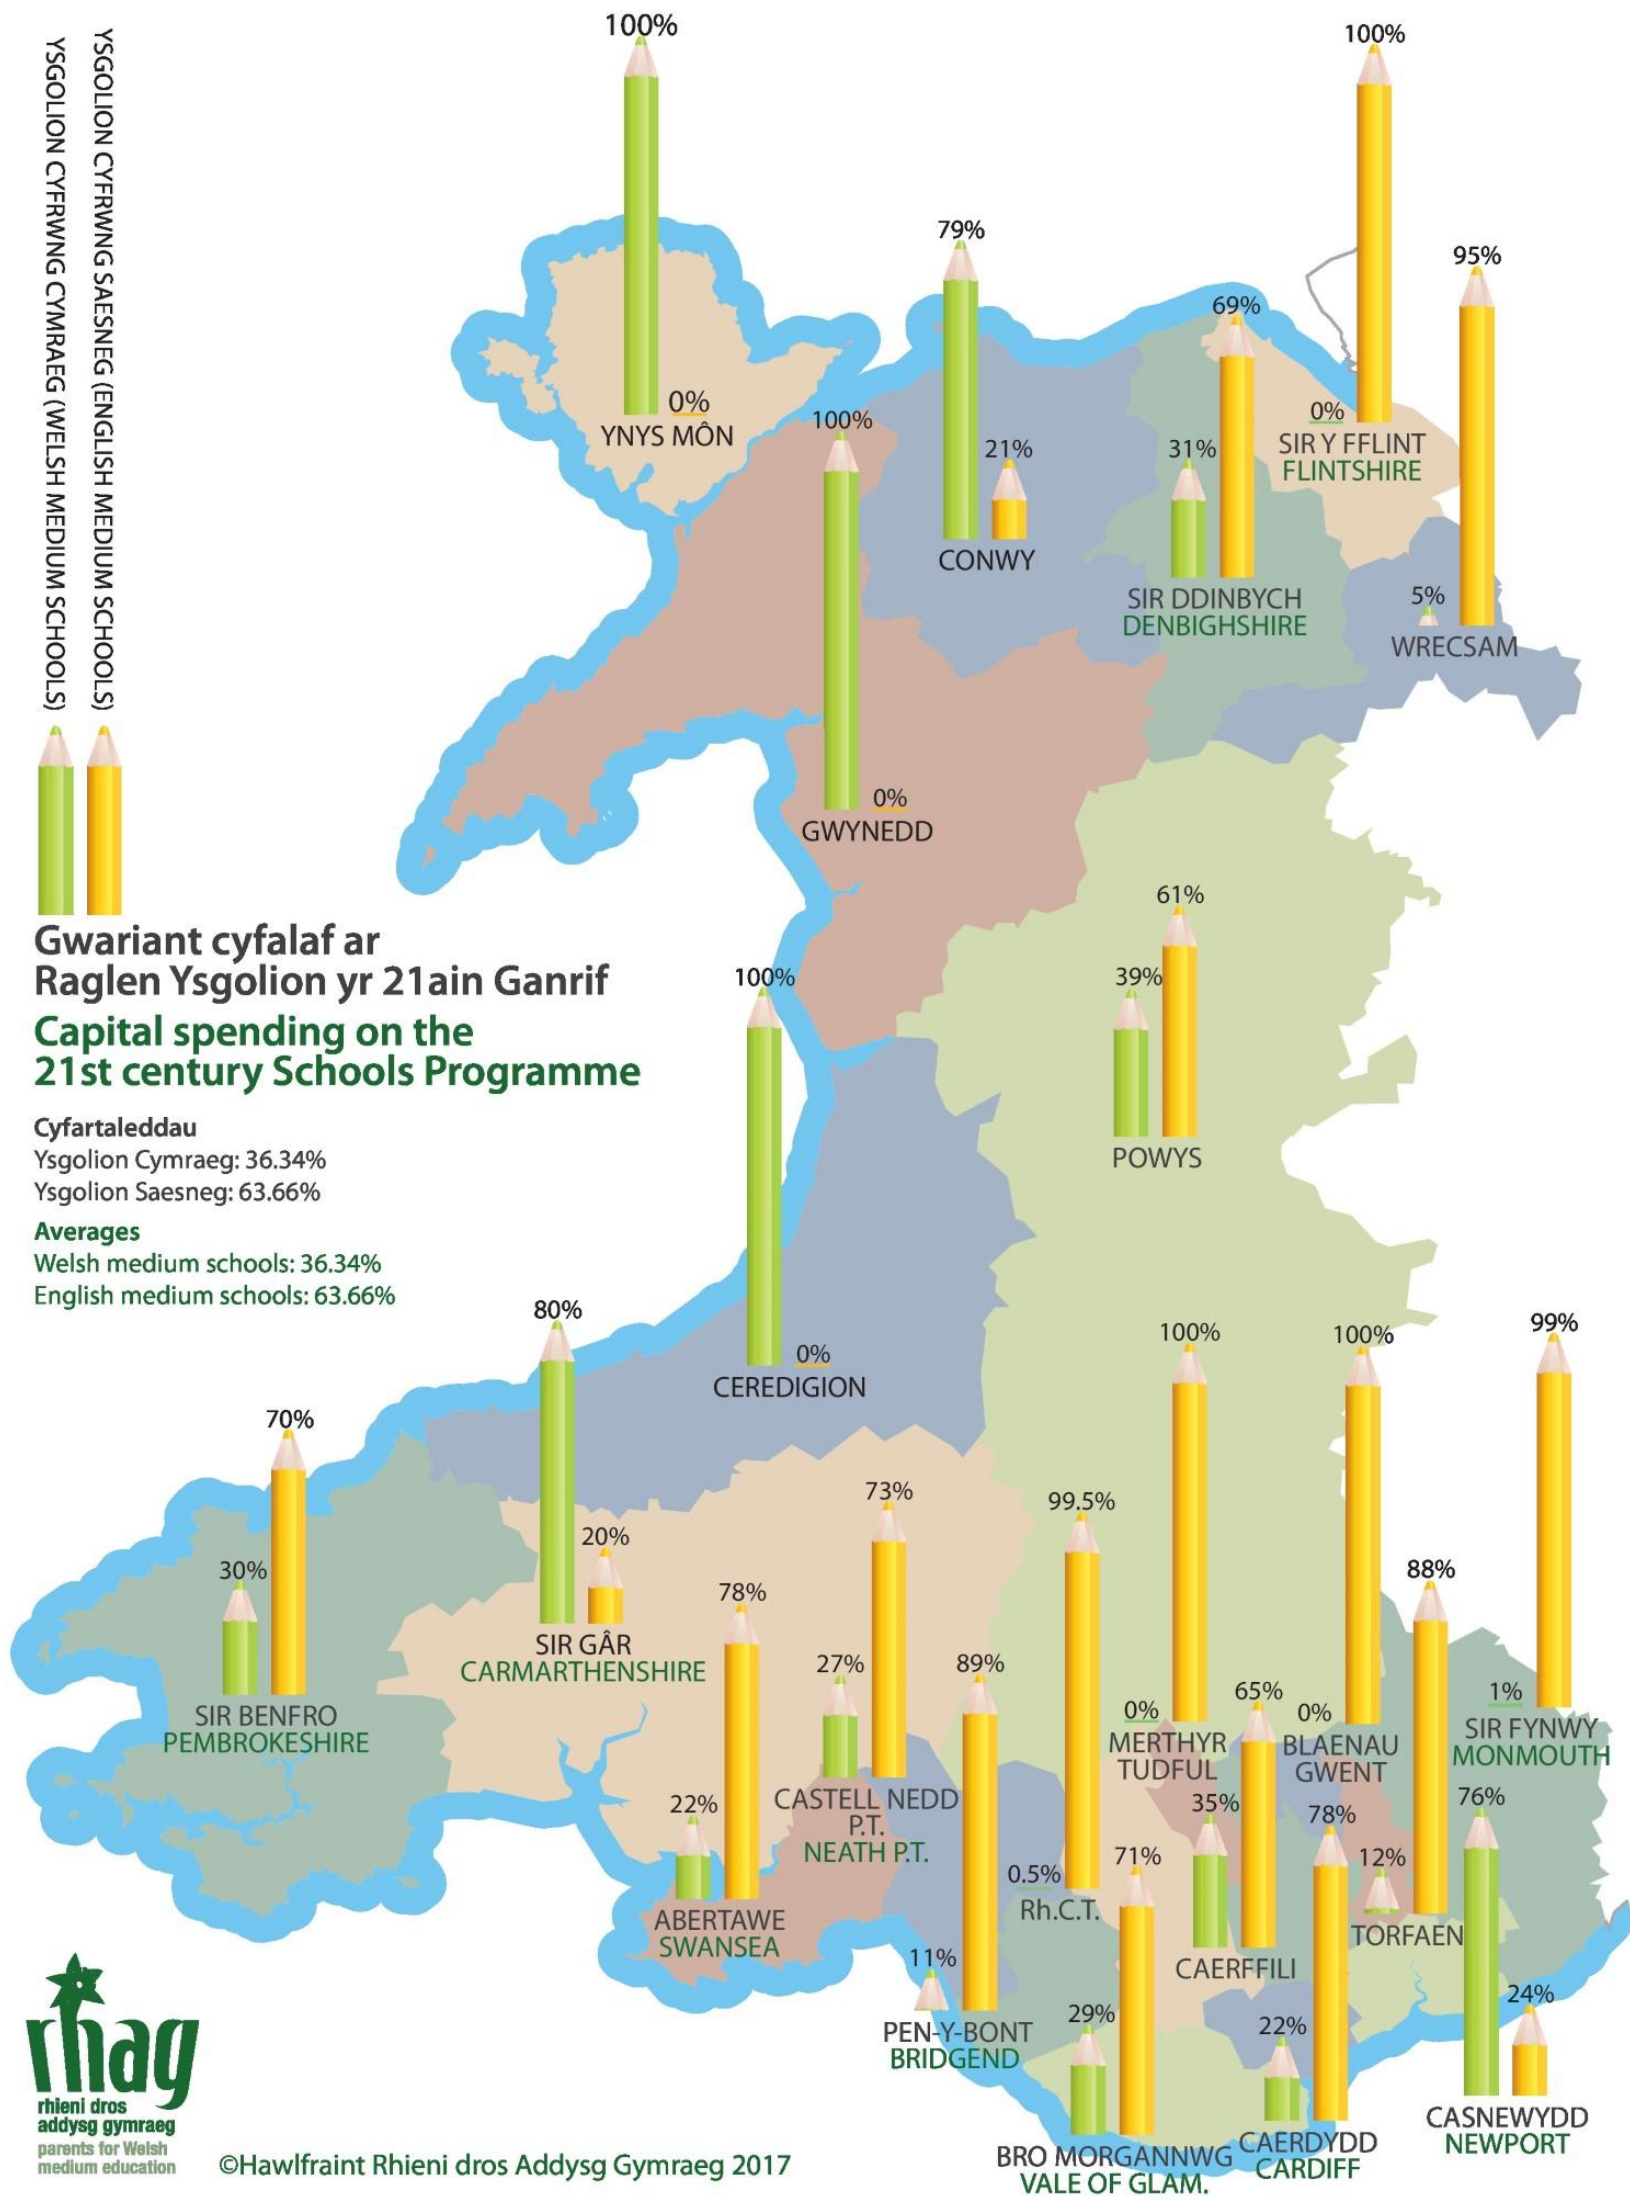 YSGOLION CYFRWNG CYMRAEG (WELSH MEDIUM SCHOOLS)
YSGOLION CYFRWNG SAESNEG (ENGLISH MEDIUM SCHOOLS)
Gwariant cyfalaf ar
Raglen Ysgolion yr 21ain Ganrif
Capital spending on the
21st century Schools Programme
Cyfartaleddau
Ysgolion Cymraeg: 36.34%
Ysgolion Saesneg: 63.66%
Averages
Welsh medium schools: 36.34%
English medium schools: 63.66%
100%
0%
YNYS MÔN
100%
0%
GWYNEDD
79%
21%
CONWY
31%
69%
SIR DDINBYCH
DENBIGHSHIRE
0%
100%
SIR Y FFLINT
FLINTSHIRE
5%
95%
WRECSAM
39%
61%
POWYS
100%
0%
CEREDIGION
30%
70%
SIR BENFRO
PEMBROKESHIRE
80%
20%
SIR GÂR
CARMARTHENSHIRE
22%
78%
ABERTAWE
SWANSEA
27%
73%
CASTELL NEDD
P.T.
NEATH P.T.
11%
89%
PEN-Y-BONT
BRIDGEND
0.5%
99.5%
Rh.C.T.
29%
71%
BRO MORGANNWG
VALE OF GLAM.
0%
100%
MERTHYR
TUDFUL
35%
65%
CAERFFILI
22%
78%
CAERDYDD
CARDIFF
0%
100%
BLAENAU
GWENT
12%
88%
TORFAEN
1%
99%
SIR FYNWY
MONMOUTH
76%
24%
CASNEWYDD
NEWPORT
rhag
rhieni dros
addysg gymraeg
parents for Welsh
medium education
©Hawlfraint Rhieni dros Addysg Gymraeg 2017